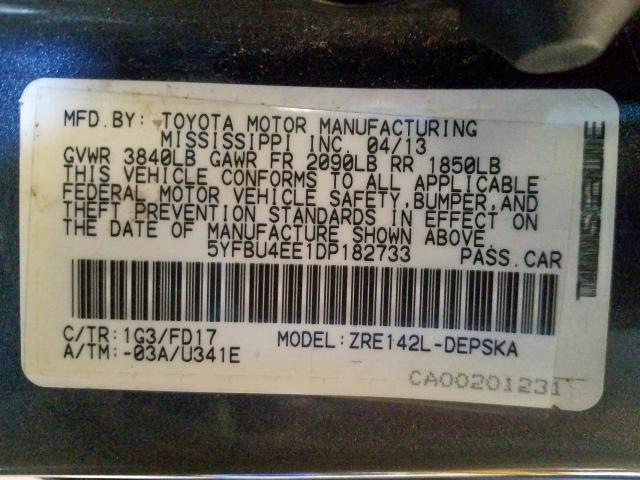 MFD.BY: TOYOTA MOTOR MANUFACTURING
MISSISSIPPI INC. 04/13
GVWR 3840LB GAWR FR 2090LB RR 1850LB
THIS VEHICLE CONFORMS TO ALL APPLICABLE
FEDERAL MOTOR VEHICLE SAFETY,BUMPER,AND
THEFT PREVENTION STANDARDS IN EFFECT ON
THE DATE OF MANUFACTURE SHOWN ABOVE.
5YFBU4EE1DP182733 PASS.CAR
C/TR:1G3/FD17 MODEL:ZRE142L-DEPSKA
A/TM:-03A/U341E
CA00201231